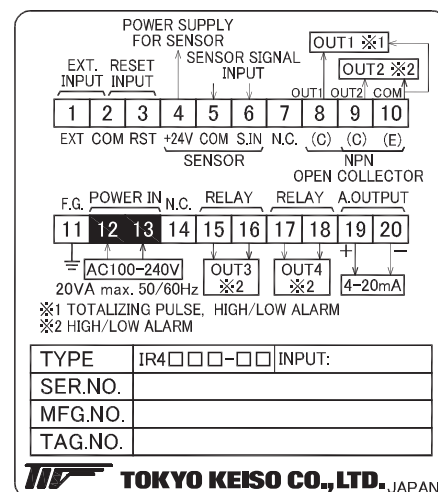 POWER SUPPLY
FOR SENSOR
OUT1 ※1
EXT. RESET
INPUT INPUT
SENSOR SIGNAL
INPUT
OUT2 ※2
OUT1 OUT2 COM
1 2 3 4 5 6 7 8 9 10
EXT COM RST +24V COM S.IN N.C. (C) (C) (E)
SENSOR
NPN
OPEN COLLECTOR
F.G. POWER IN N.C. RELAY RELAY A.OUTPUT
11 12 13 14 15 16 17 18 19 20
+ −
AC100-240V
20VA max. 50/60Hz
OUT3
※2
OUT4
※2
4-20mA
※1 TOTALIZING PULSE, HIGH/LOW ALARM
※2 HIGH/LOW ALARM
TYPE IR4□□□-□□ INPUT:
SER.NO.
MFG.NO.
TAG.NO.
TOKYO KEISO CO.,LTD. JAPAN